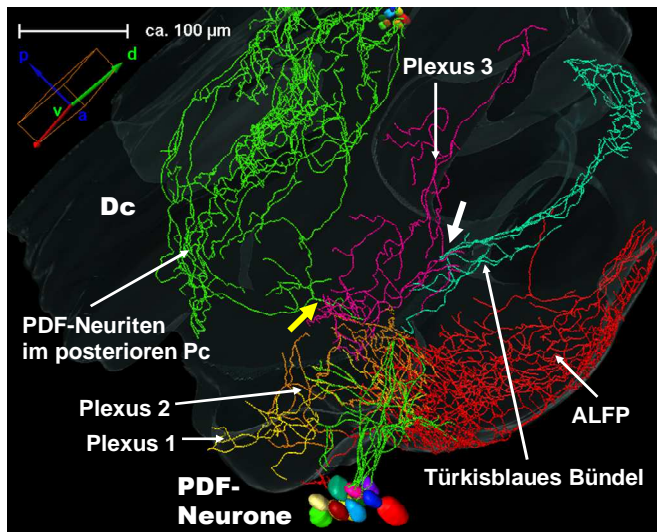 ca. 100 µm
p
d
v
a
Plexus 3
Dc
PDF-Neuriten
im posterioren Pc
Plexus 2
Plexus 1
ALFP
Türkisblaues Bündel
PDF-
Neurone